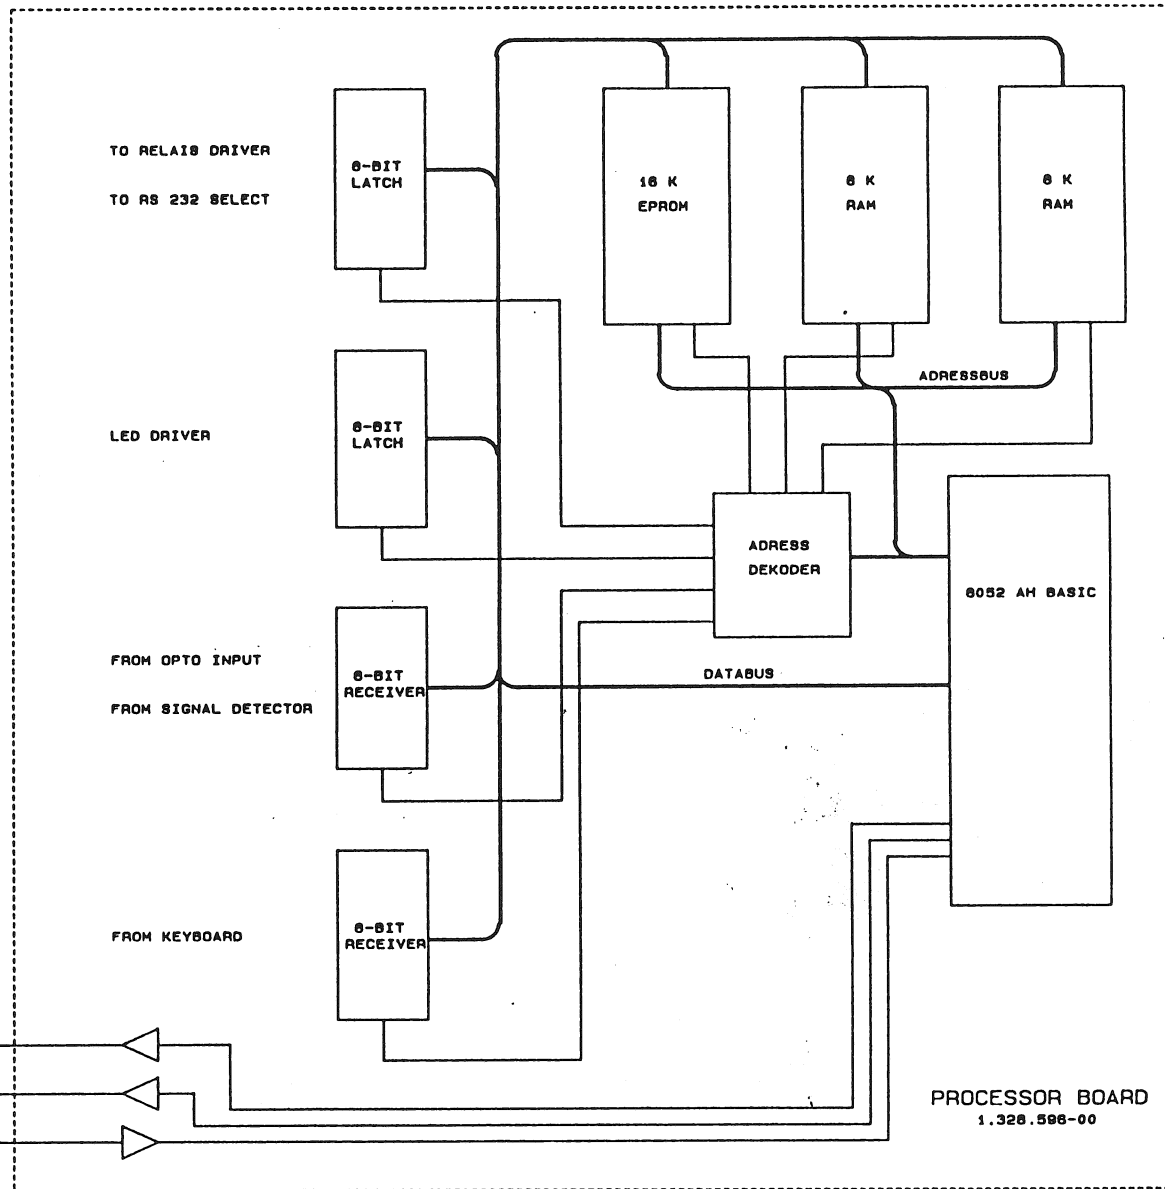 TO RELAIS DRIVER
TO RS 232 SELECT
8-BIT
LATCH
16 K
EPROM
8 K
RAM
8 K
RAM
ADRESSBUS
LED DRIVER
8-BIT
LATCH
ADRESS
DEKODER
8052 AH BASIC
FROM OPTO INPUT
FROM SIGNAL DETECTOR
8-BIT
RECEIVER
DATABUS
FROM KEYBOARD
8-BIT
RECEIVER
PROCESSOR BOARD
1.328.596-00